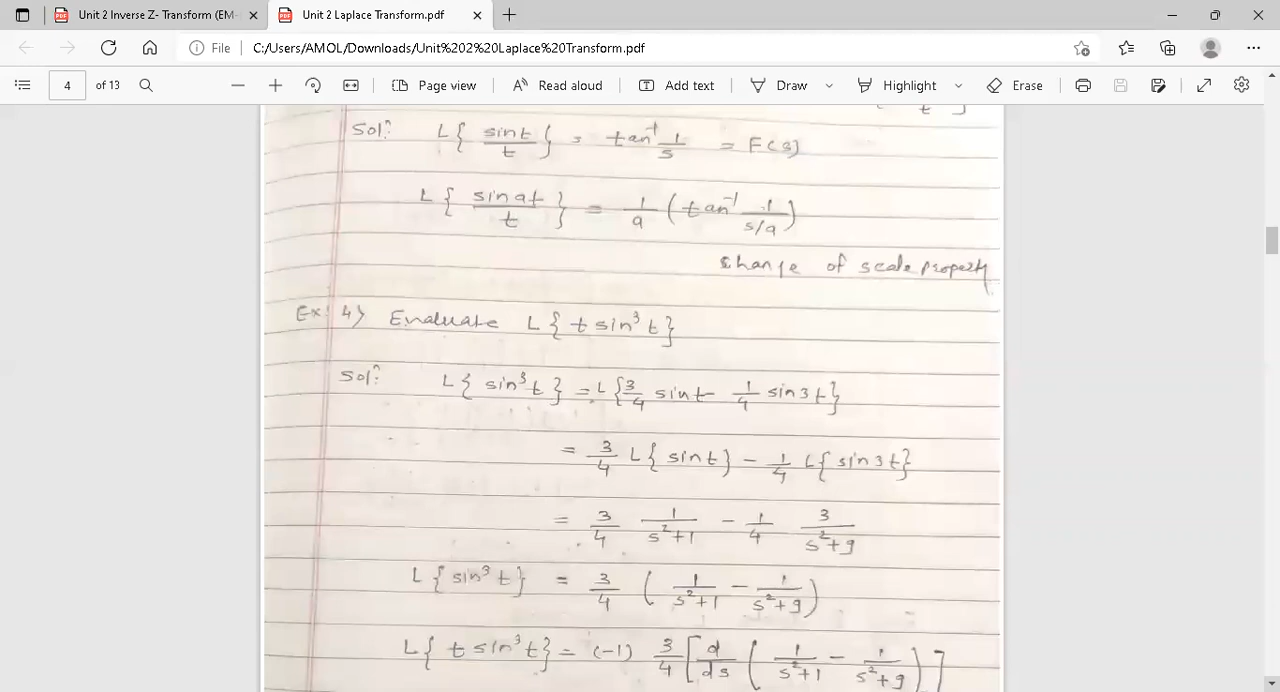 Unit 2 Inverse Z- Transform (EM-
Unit 2 Laplace Transform.pdf
File
C:/Users/AMOL/Downloads/Unit%202%20Laplace%20Transform.pdf
4 of 13
Page view
Read aloud
Add text
Draw
Highlight
Erase
t
Sol? L{ sint/t } = tan⁻¹ 1/s = F(s)
L{ sin at/t } = 1/a ( tan⁻¹ 1/(s/a) )
change of scale property
Ex: 4) Evaluate L{ t sin³ t }
Sol? L{ sin³ t } = L{ 3/4 sin t - 1/4 sin 3t }
= 3/4 L{ sin t } - 1/4 L{ sin 3t }
= 3/4 1/(s²+1) - 1/4 3/(s²+9)
L{ sin³ t } = 3/4 ( 1/(s²+1) - 1/(s²+9) )
L{ t sin³ t } = (-1) 3/4 [ d/ds ( 1/(s²+1) - 1/(s²+9) ) ]